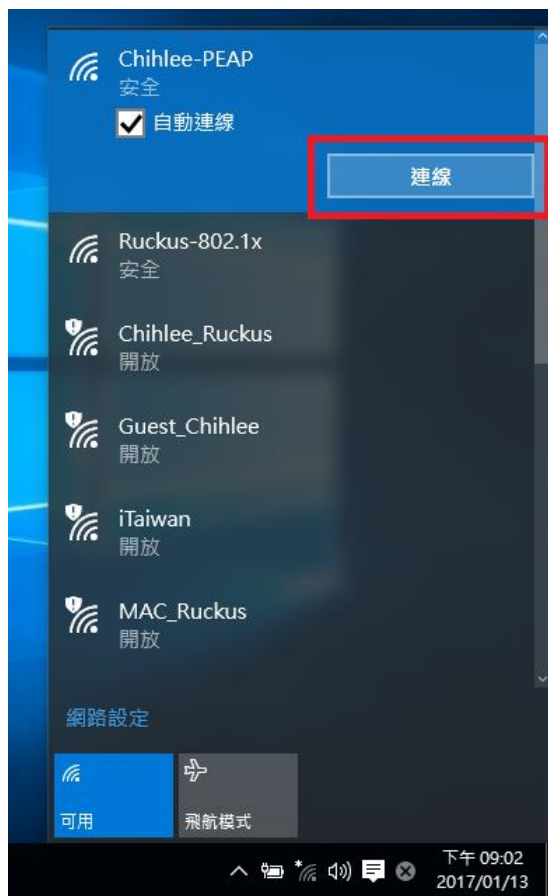 Chihlee-PEAP
安全
自動連線
連線
Ruckus-802.1x
安全
Chihlee_Ruckus
開放
Guest_Chihlee
開放
iTaiwan
開放
MAC_Ruckus
開放
網路設定
可用
飛航模式
下午 09:02
2017/01/13